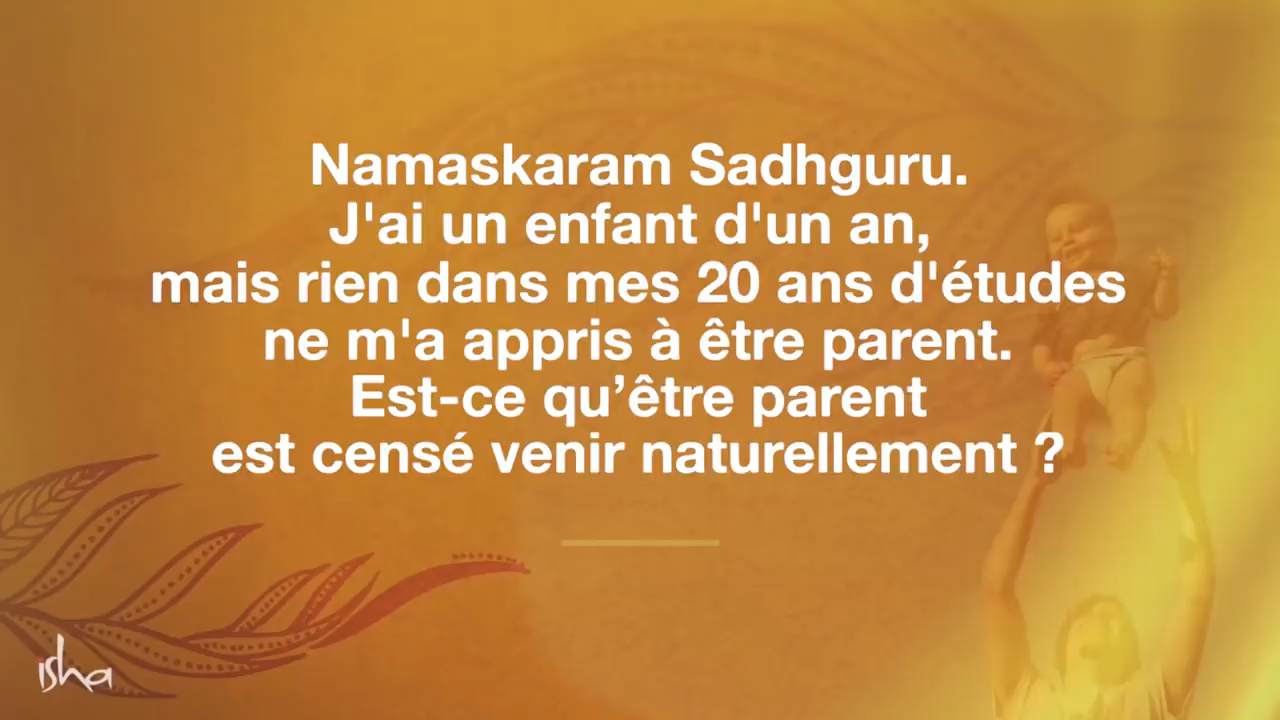 Namaskaram Sadhguru.
J'ai un enfant d'un an,
mais rien dans mes 20 ans d'études
ne m'a appris à être parent.
Est-ce qu’être parent
est censé venir naturellement ?
isha